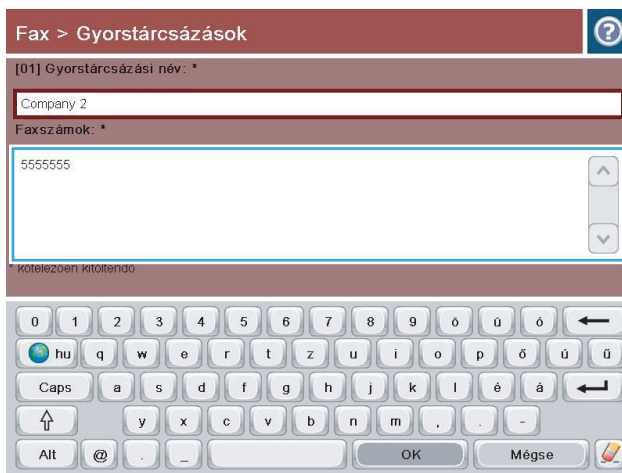 Fax > Gyorstárcsázások
?
[01] Gyorstárcsázási név: *
Company 2
Faxszámok: *
5555555
* kötelezően kitöltendő
0 1 2 3 4 5 6 7 8 9 ö ü ó
hu q w e r t z u i o p ő ú ű
Caps a s d f g h j k l é á
y x c v b n m , . -
Alt @ . _ OK Mégse